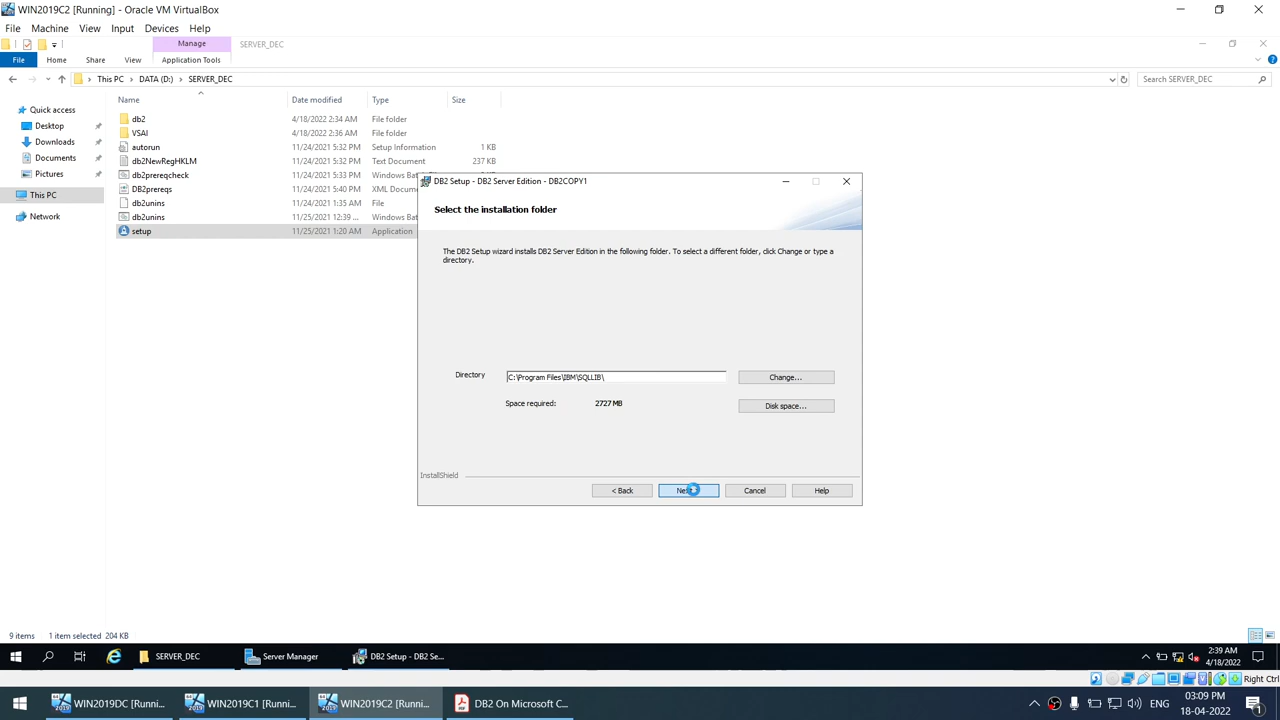 WIN2019C2 [Running] - Oracle VM VirtualBox
File Machine View Input Devices Help
Manage SERVER_DEC
File Home Share View Application Tools
This PC DATA (D:) SERVER_DEC Search SERVER_DEC
Name Date modified Type Size
Quick access
Desktop
Downloads
Documents
Pictures
This PC
Network
db2 4/18/2022 2:34 AM File folder
VSAI 4/18/2022 2:36 AM File folder
autorun 11/24/2021 5:32 PM Setup Information 1 KB
db2NewRegHKLM 11/24/2021 5:32 PM Text Document 237 KB
db2prereqcheck 11/24/2021 5:33 PM Windows
DB2prereqs 11/24/2021 5:40 PM XML
db2unins 11/24/2021 1:35 AM File
db2unins 11/25/2021 12:39 ... Windows
setup 11/25/2021 1:20 AM Application
DB2 Setup - DB2 Server Edition - DB2COPY1
Select the installation folder
The DB2 Setup wizard installs DB2 Server Edition in the following folder. To select a different folder, click Change or type a
directory.
Directory C:\Program Files\IBM\SQLLIB\ Change...
Space required: 2727 MB Disk space...
InstallShield
< Back Cancel Help
9 items 1 item selected 204 KB
SERVER_DEC Server Manager DB2 Setup - DB2 Se...
2:39 AM
4/18/2022
Right Ctrl
WIN2019DC [Runni... WIN2019C1 [Runni... WIN2019C2 [Runni... DB2 On Microsoft C...
ENG
03:09 PM
18-04-2022
1